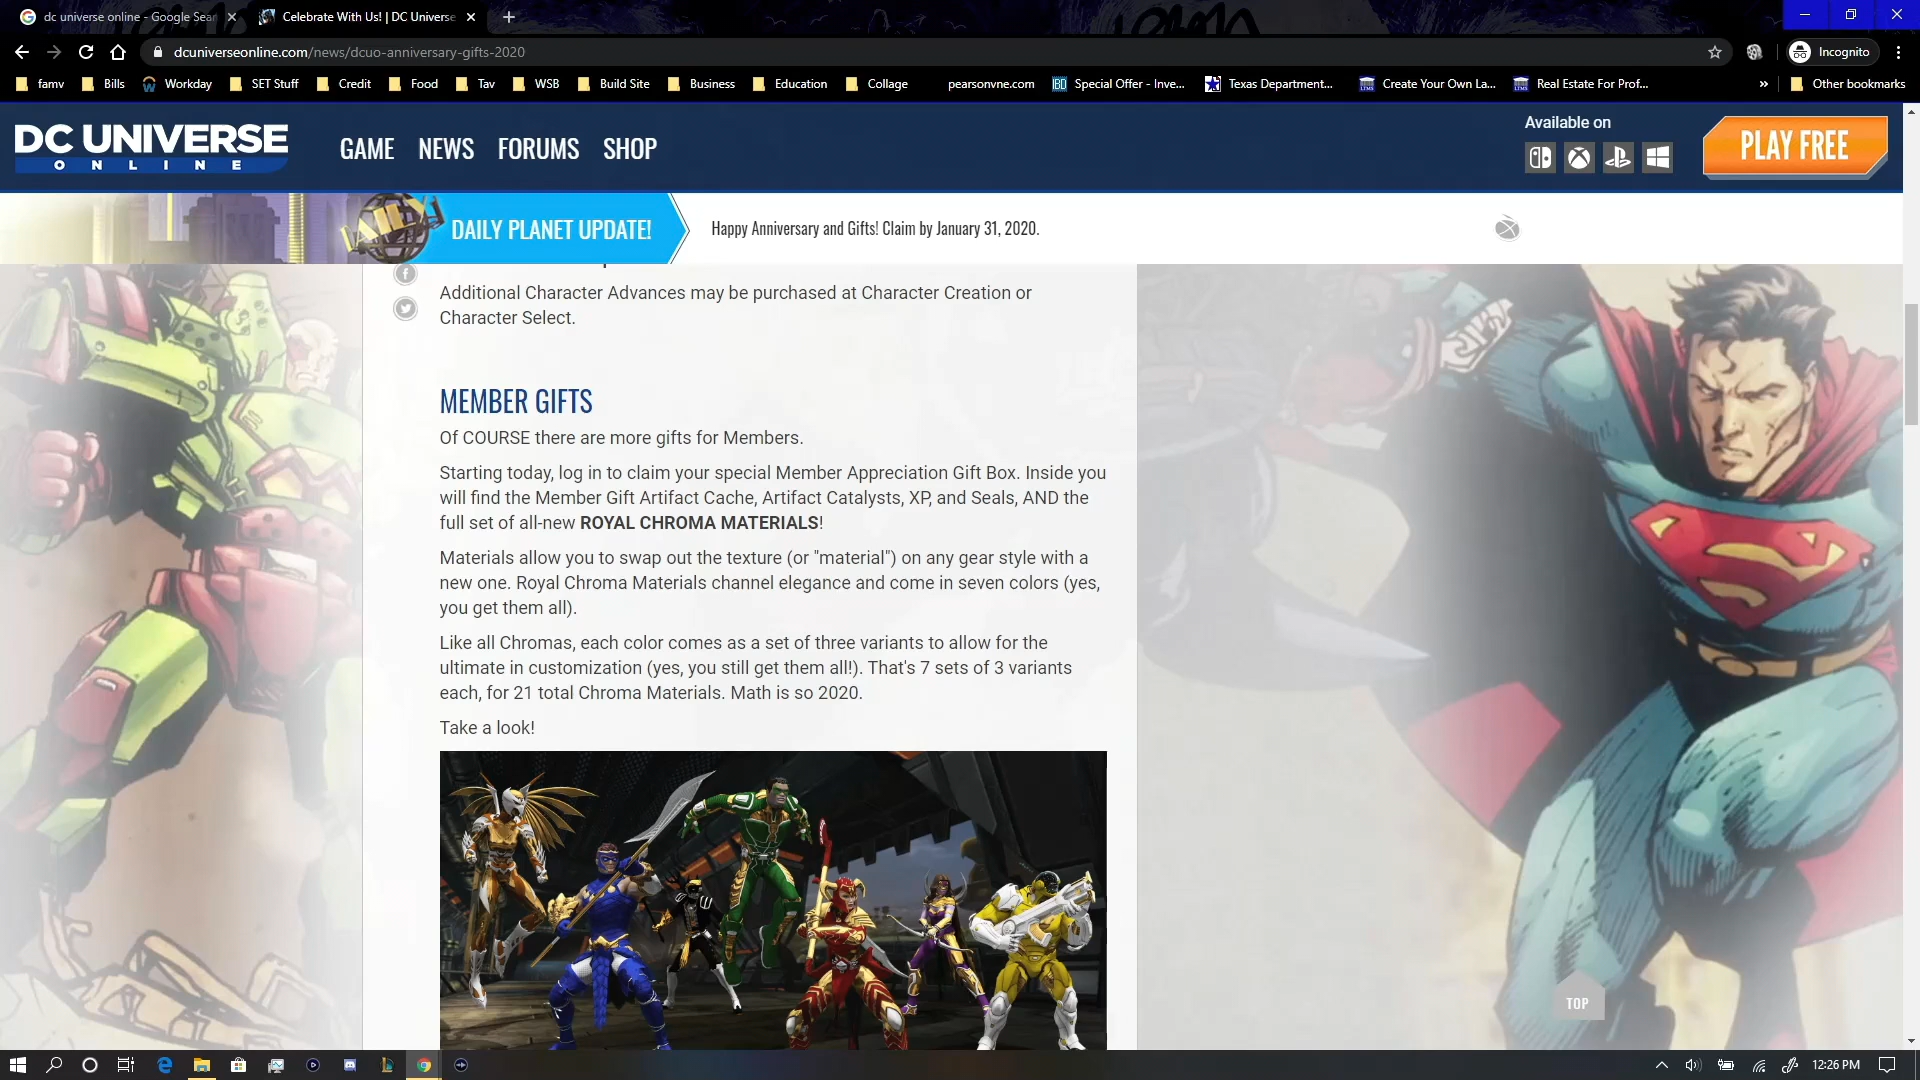 dc universe online - Google Sear
Celebrate With Us! | DC Universe
dcuniverseonline.com/news/dcuo-anniversary-gifts-2020
Incognito
famv
Bills
Workday
SET Stuff
Credit
Food
Tav
WSB
Build Site
Business
Education
Collage
pearsonvne.com
Special Offer - Inve...
Texas Department...
Create Your Own La...
Real Estate For Prof...
»
Other bookmarks
DC UNIVERSE
ONLINE
GAME
NEWS
FORUMS
SHOP
Available on
PLAY FREE
DAILY PLANET UPDATE!
Happy Anniversary and Gifts! Claim by January 31, 2020.
Additional Character Advances may be purchased at Character Creation or
Character Select.
MEMBER GIFTS
Of COURSE there are more gifts for Members.
Starting today, log in to claim your special Member Appreciation Gift Box. Inside you
will find the Member Gift Artifact Cache, Artifact Catalysts, XP, and Seals, AND the
full set of all-new ROYAL CHROMA MATERIALS!
Materials allow you to swap out the texture (or "material") on any gear style with a
new one. Royal Chroma Materials channel elegance and come in seven colors (yes,
you get them all).
Like all Chromas, each color comes as a set of three variants to allow for the
ultimate in customization (yes, you still get them all!). That's 7 sets of 3 variants
each, for 21 total Chroma Materials. Math is so 2020.
Take a look!
TOP
12:26 PM